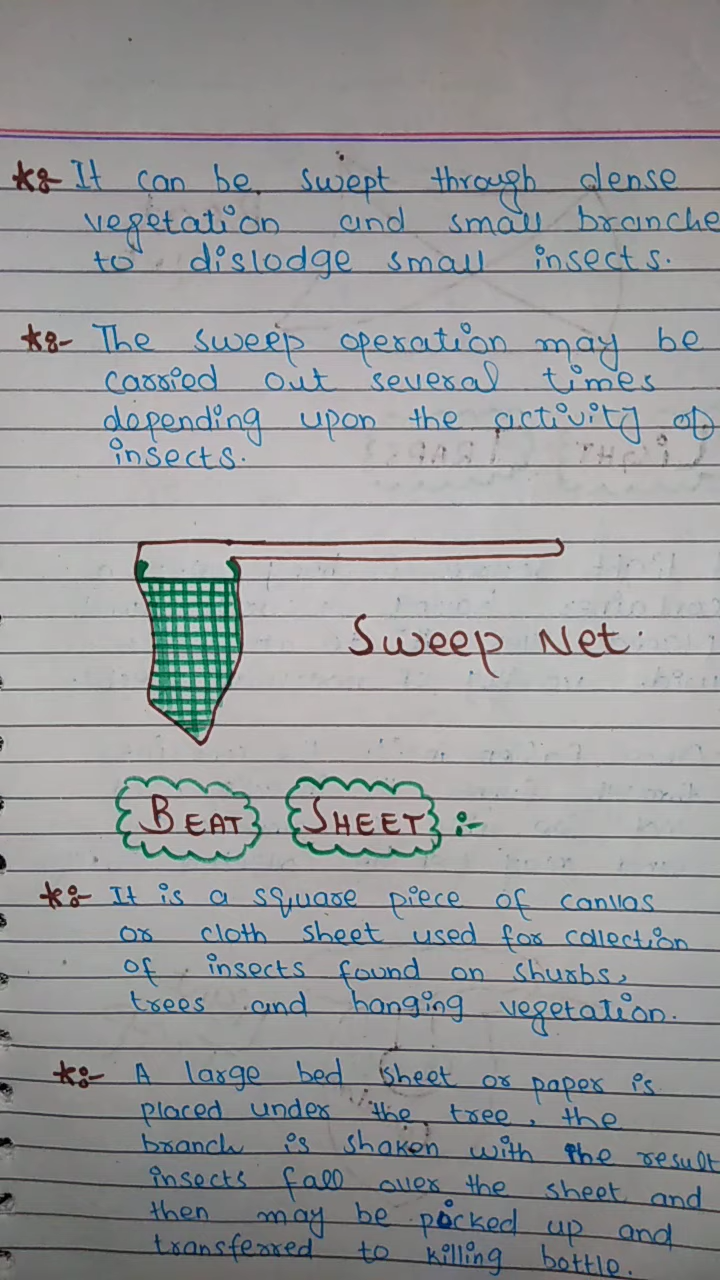 *:- It can be swept through dense
vegetation and small branche
to dislodge small insects.
*:- The sweep operation may be
carried out several times
depending upon the activity of
insects.
Sweep Net.
BEAT SHEET :-
*:- It is a square piece of canvas
or cloth sheet used for collection
of insects found on shurbs,
trees and hanging vegetation.
*:- A large bed sheet or paper is
placed under the tree, the
branch is shaken with the result
insects fall over the sheet and
then may be picked up and
transferred to killing bottle.